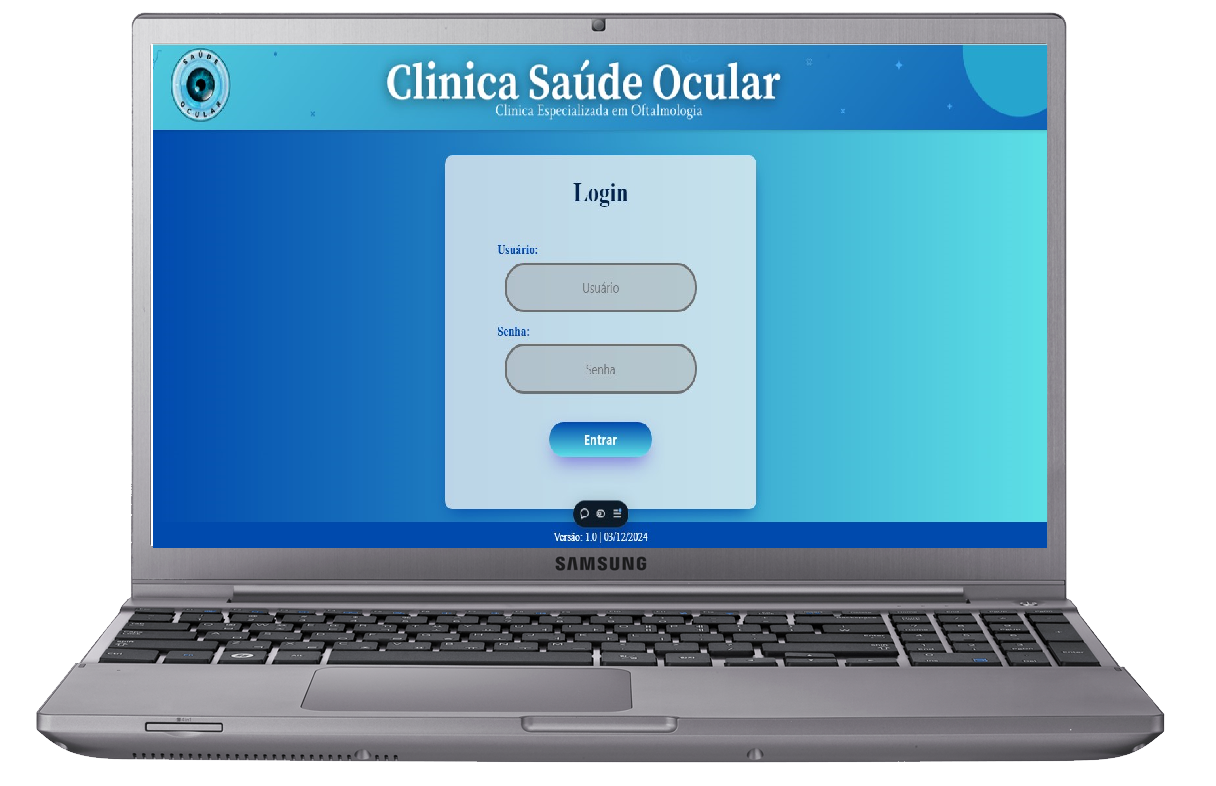 SAÚDE
OCULAR
Clinica Saúde Ocular
Clinica Especializada em Oftalmologia
Login
Usuário:
Usuário
Senha:
Senha
Entrar
Versão: 1.0 | 03/12/2024
SAMSUNG